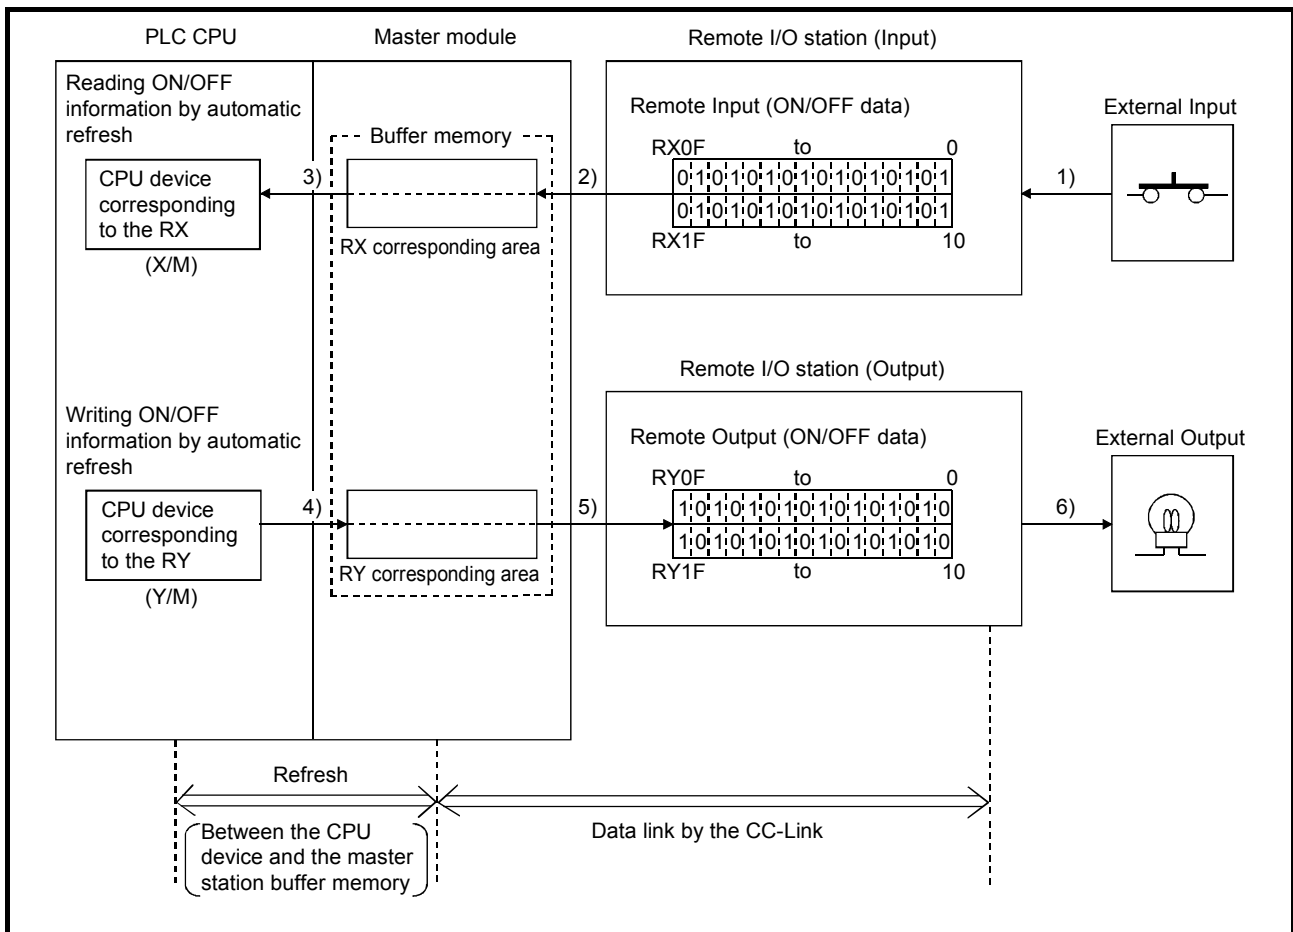 PLC CPU
Master module
Remote I/O station (Input)
Reading ON/OFF
information by automatic
refresh
Buffer memory
Remote Input (ON/OFF data)
External Input
RX0F to 0
0 1 0 1 0 1 0 1 0 1 0 1 0 1 0 1
0 1 0 1 0 1 0 1 0 1 0 1 0 1 0 1
RX1F to 10
CPU device
corresponding
to the RX
(X/M)
3)
2)
1)
RX corresponding area
Remote I/O station (Output)
Writing ON/OFF
information by automatic
refresh
Remote Output (ON/OFF data)
External Output
RY0F to 0
1 0 1 0 1 0 1 0 1 0 1 0 1 0 1 0
1 0 1 0 1 0 1 0 1 0 1 0 1 0 1 0
RY1F to 10
CPU device
corresponding
to the RY
(Y/M)
4)
5)
6)
RY corresponding area
Refresh
Between the CPU
device and the master
station buffer memory
Data link by the CC-Link